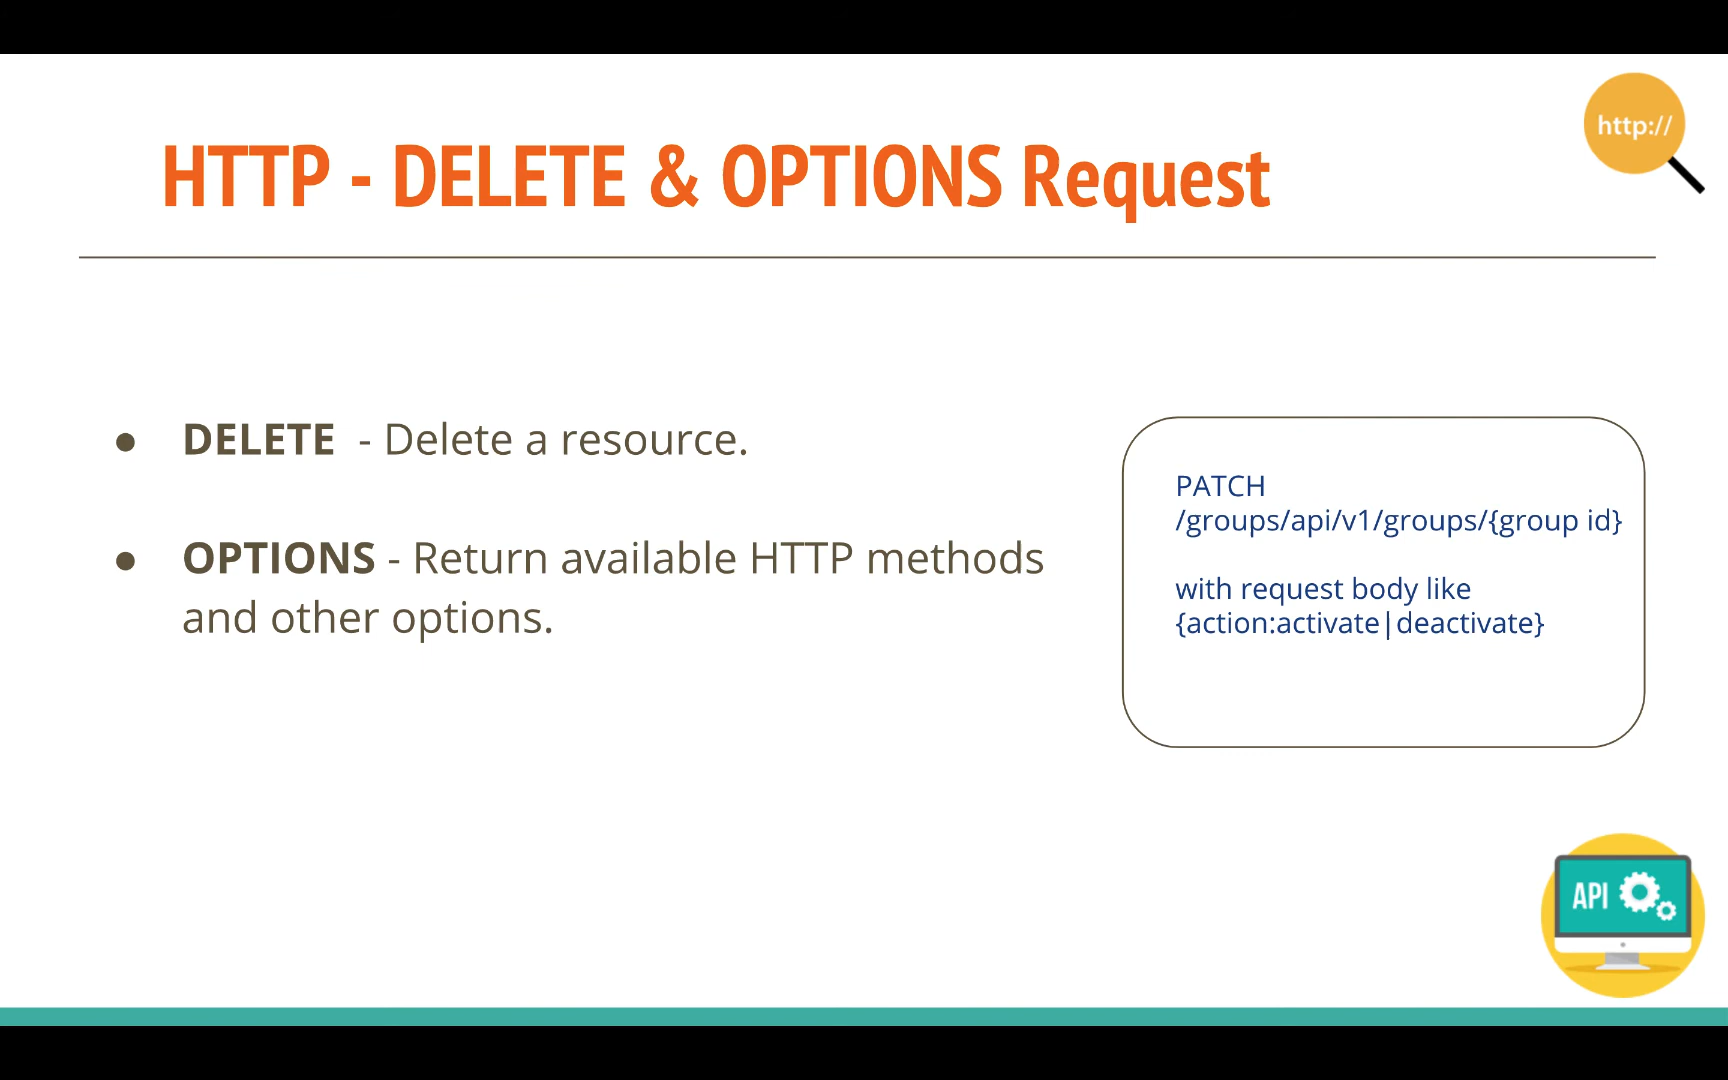 http://
HTTP - DELETE & OPTIONS Request
● DELETE - Delete a resource.
● OPTIONS - Return available HTTP methods
and other options.
PATCH
/groups/api/v1/groups/{group id}
with request body like
{action:activate|deactivate}
API